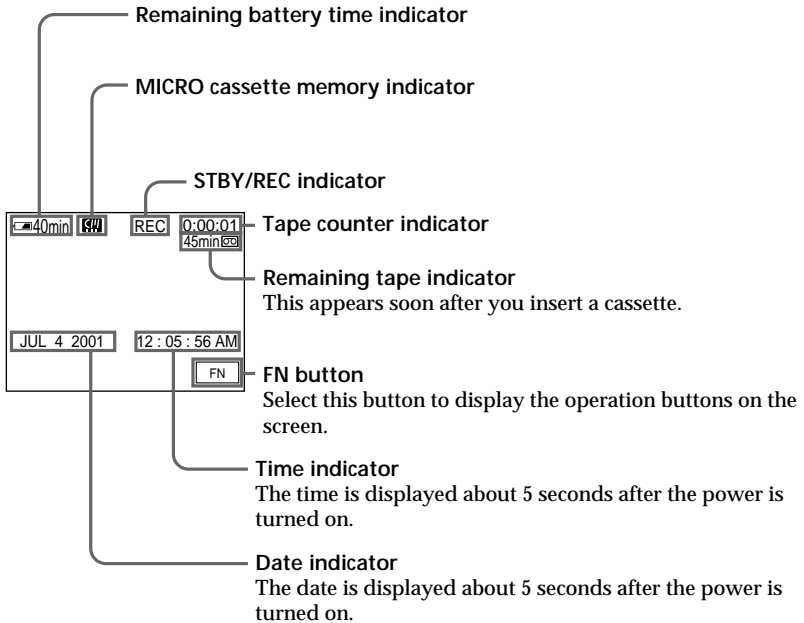 Remaining battery time indicator
MICRO cassette memory indicator
STBY/REC indicator
40min REC 0:00:01
Tape counter indicator
45min
Remaining tape indicator
This appears soon after you insert a cassette.
JUL 4 2001 12 : 05 : 56 AM
FN
FN button
Select this button to display the operation buttons on the
screen.
Time indicator
The time is displayed about 5 seconds after the power is
turned on.
Date indicator
The date is displayed about 5 seconds after the power is
turned on.